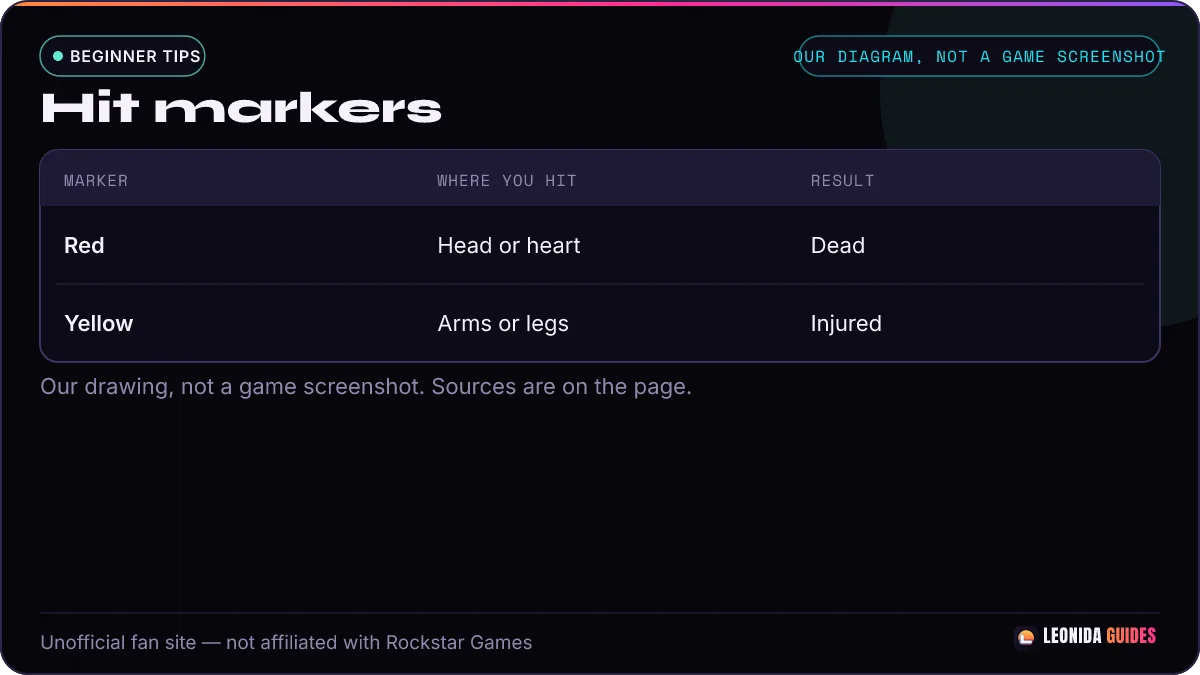 BEGINNER TIPS
OUR DIAGRAM, NOT A GAME SCREENSHOT
Hit markers
MARKER WHERE YOU HIT RESULT
Red Head or heart Dead
Yellow Arms or legs Injured
Our drawing, not a game screenshot. Sources are on the page.
Unofficial fan site — not affiliated with Rockstar Games
LEONIDA GUIDES